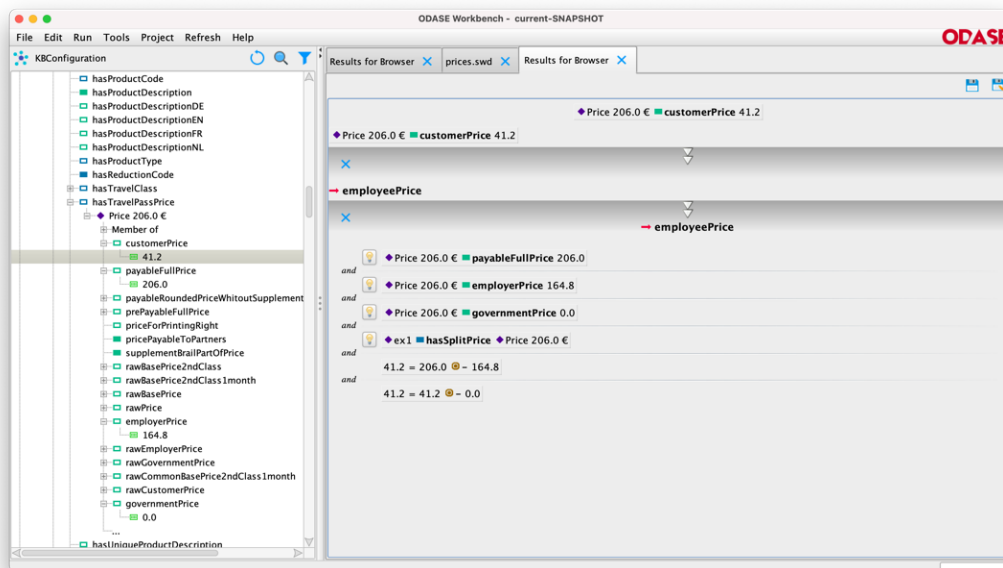 ODASE Workbench - current-SNAPSHOT
File Edit Run Tools Project Refresh Help
ODASE
KBConfiguration
hasProductCode
hasProductDescription
hasProductDescriptionDE
hasProductDescriptionEN
hasProductDescriptionFR
hasProductDescriptionNL
hasProductType
hasReductionCode
hasTravelClass
hasTravelPassPrice
Price 206.0 €
Member of
customerPrice
41.2
payableFullPrice
206.0
payableRoundedPriceWhitoutSupplement
prePayableFullPrice
priceForPrintingRight
pricePayableToPartners
supplementBrailPartOfPrice
rawBasePrice2ndClass
rawBasePrice2ndClass1month
rawBasePrice
rawPrice
employerPrice
164.8
rawEmployerPrice
rawGovernmentPrice
rawCommonBasePrice2ndClass1month
rawCustomerPrice
governmentPrice
0.0
...
hasUniqueProductDescription
Results for Browser prices.swd Results for Browser
Price 206.0 € customerPrice 41.2
Price 206.0 € customerPrice 41.2
employeePrice
employeePrice
Price 206.0 € payableFullPrice 206.0
and
Price 206.0 € employerPrice 164.8
and
Price 206.0 € governmentPrice 0.0
and
ex1 hasSplitPrice Price 206.0 €
and
41.2 = 206.0 - 164.8
and
41.2 = 41.2 - 0.0